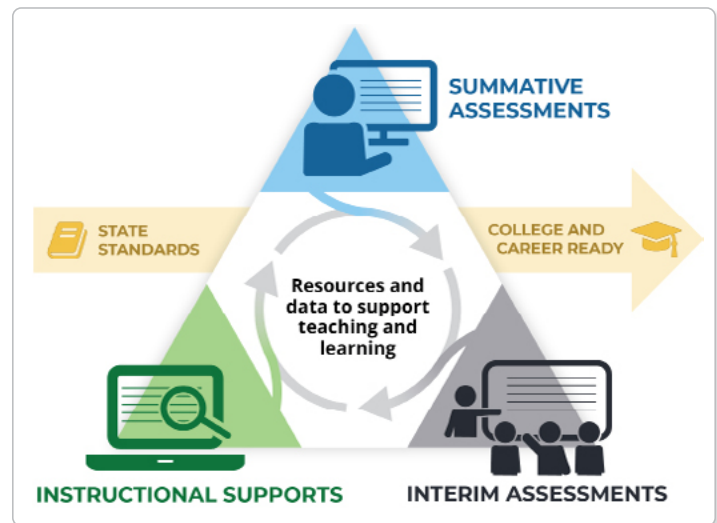 SUMMATIVE
ASSESSMENTS
STATE
STANDARDS
COLLEGE AND
CAREER READY
Resources and
data to support
teaching and
learning
INSTRUCTIONAL SUPPORTS
INTERIM ASSESSMENTS